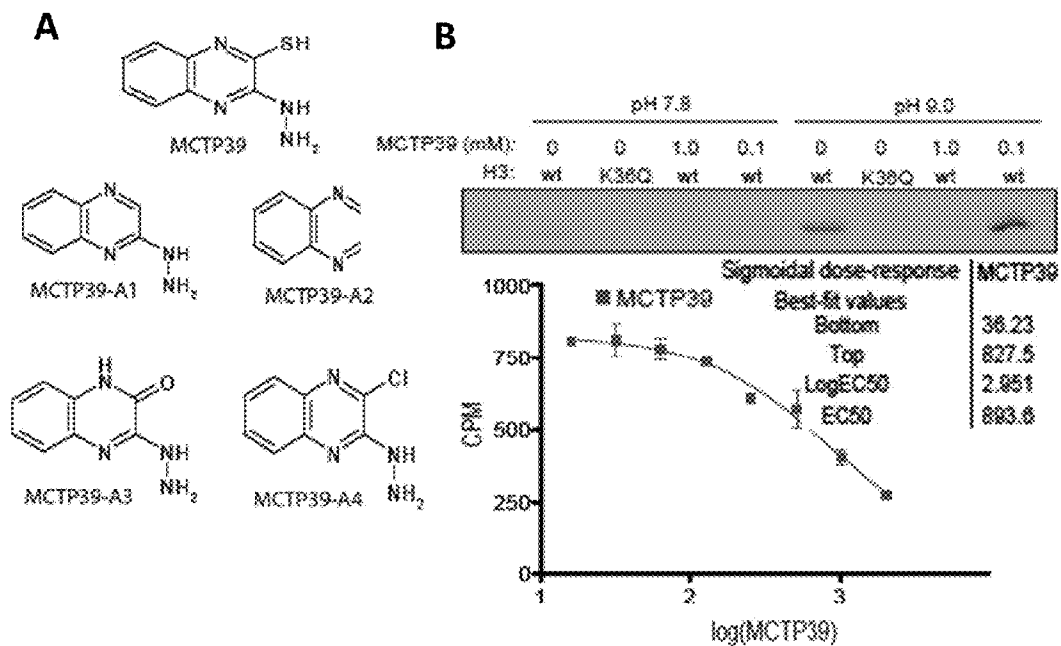 A
B
N
SH
N
NH
NH2
MCTP39
pH 7.8
pH 9.0
MCTP39 (mM): 0 0 1.0 0.1 0 0 1.0 0.1
H3: wt K36Q wt wt wt K36Q wt wt
N
N
NH
NH2
MCTP39-A1
N
N
MCTP39-A2
H
N
O
N
NH
NH2
MCTP39-A3
N
Cl
N
NH
NH2
MCTP39-A4
Sigmoidal dose-response MCTP39
Best-fit values
Bottom 36.23
Top 827.5
LogEC50 2.951
EC50 893.6
MCTP39
1000
750
500
250
0
CPM
1 2 3
log(MCTP39)